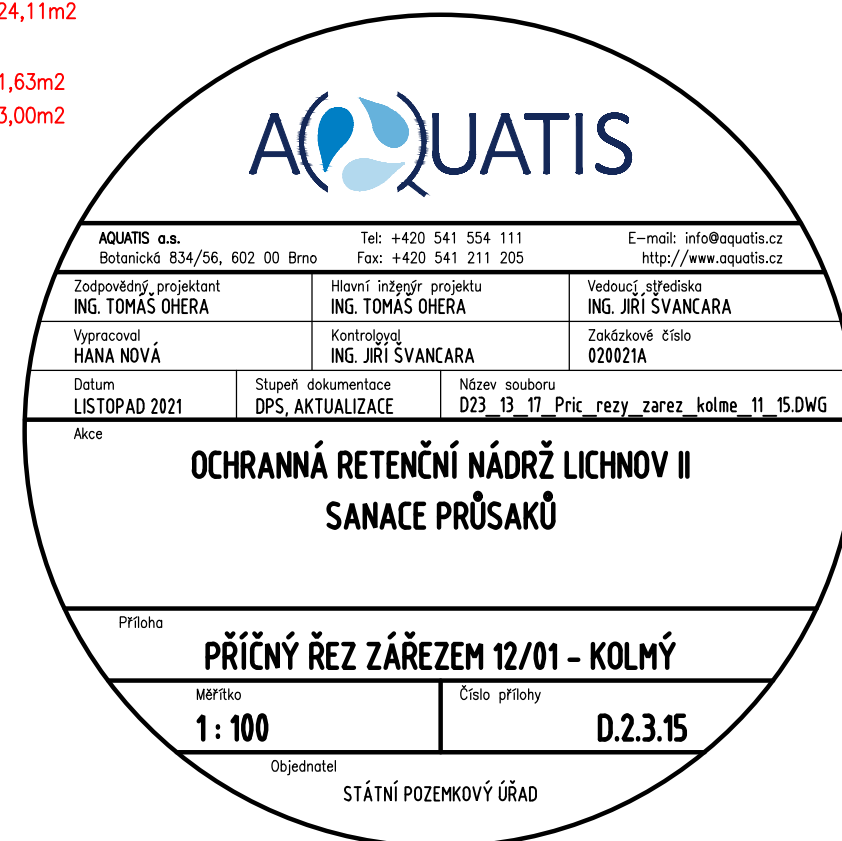 24,11m2
1,63m2
3,00m2
AQUATIS
AQUATIS a.s. Tel: +420 541 554 111 E-mail: info@aquatis.cz
Botanická 834/56, 602 00 Brno Fax: +420 541 211 205 http://www.aquatis.cz
Zodpovědný projektant Hlavní inženýr projektu Vedoucí střediska
ING. TOMÁŠ OHERA ING. TOMÁŠ OHERA ING. JIŘÍ ŠVANCARA
Vypracoval Kontroloval Zakázkové číslo
HANA NOVÁ ING. JIŘÍ ŠVANCARA 020021A
Datum Stupeň dokumentace Název souboru
LISTOPAD 2021 DPS, AKTUALIZACE D23_13_17_Pric_rezy_zarez_kolme_11_15.DWG
Akce
OCHRANNÁ RETENČNÍ NÁDRŽ LICHNOV II
SANACE PRŮSAKŮ
Příloha
PŘÍČNÝ ŘEZ ZÁŘEZEM 12/01 - KOLMÝ
Měřítko Číslo přílohy
1 : 100 D.2.3.15
Objednatel
STÁTNÍ POZEMKOVÝ ÚŘAD